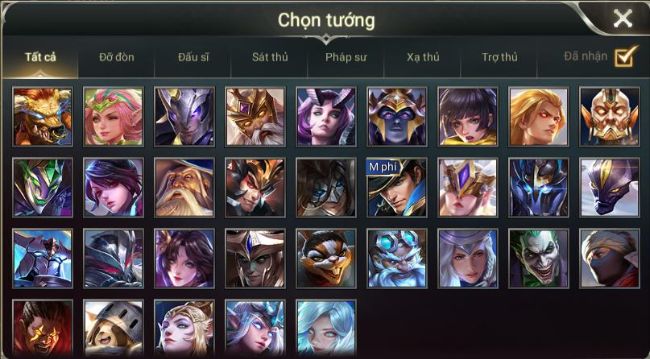 Chọn tướng
Tất cả Đỡ đòn Đấu sĩ Sát thủ Pháp sư Xạ thủ Trợ thủ Đã nhận
M phí